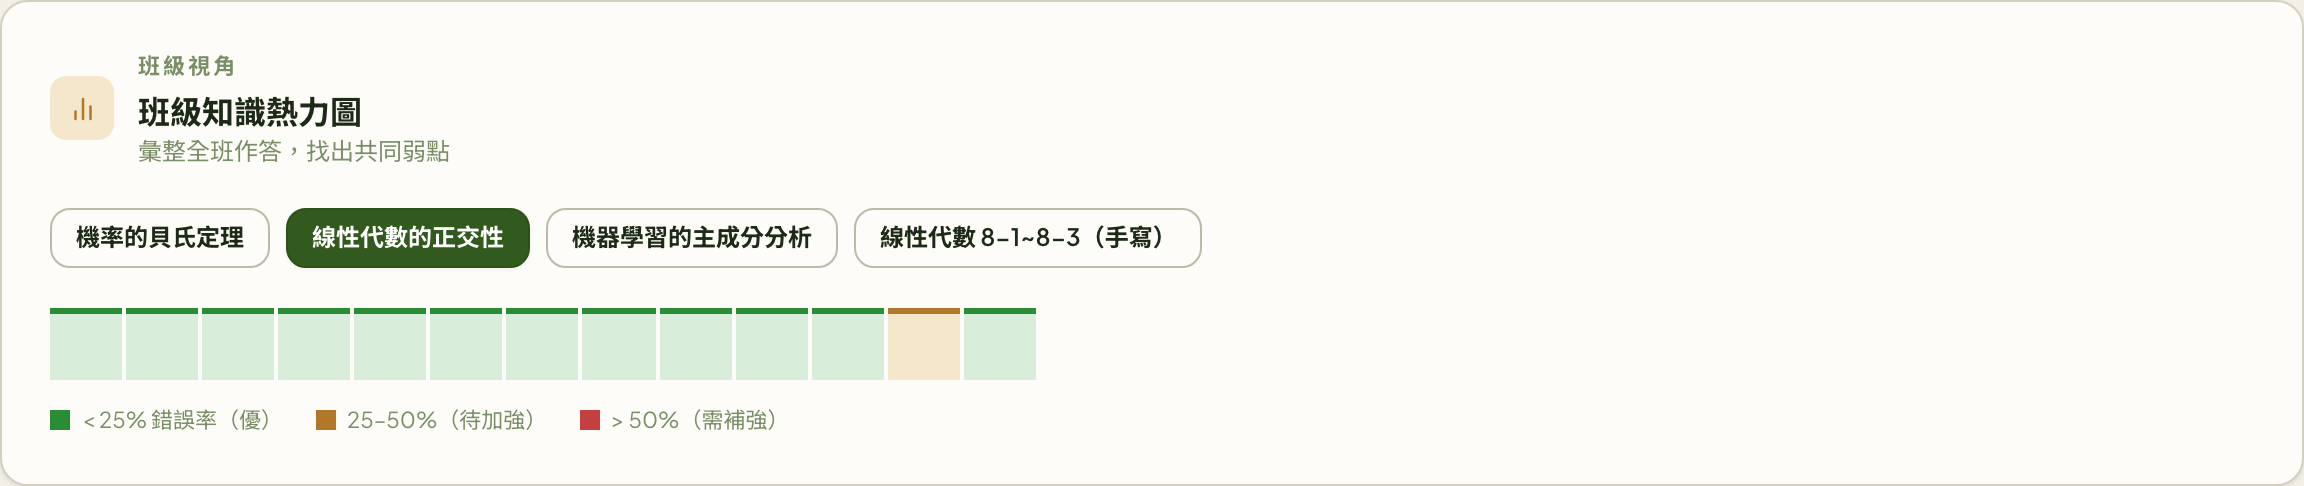 班級視角
班級知識熱力圖
彙整全班作答，找出共同弱點
機率的貝氏定理
線性代數的正交性
機器學習的主成分分析
線性代數 8-1~8-3（手寫）
< 25% 錯誤率（優）
25–50%（待加強）
> 50%（需補強）